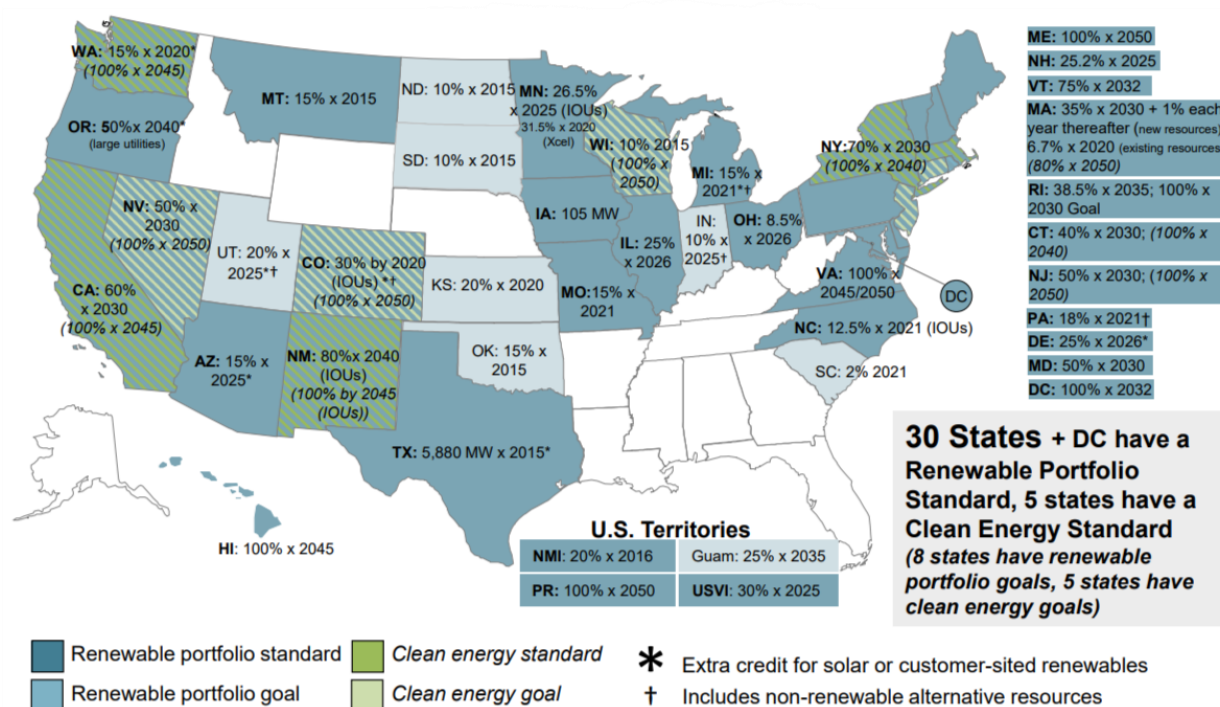 WA: 15% x 2020*
(100% x 2045)
OR: 50%x 2040*
(large utilities)
CA: 60%
x 2030
(100% x 2045)
NV: 50% x
2030
(100% x 2050)
MT: 15% x 2015
UT: 20% x
2025*†
AZ: 15% x
2025*
CO: 30% by 2020
(IOUs) *†
(100% x 2050)
NM: 80%x 2040
(IOUs)
(100% by 2045
(IOUs))
ND: 10% x 2015
SD: 10% x 2015
KS: 20% x 2020
OK: 15% x
2015
TX: 5,880 MW x 2015*
HI: 100% x 2045
MN: 26.5%
x 2025 (IOUs)
31.5% x 2020
(Xcel)
IA: 105 MW
MO:15% x
2021
WI: 10% 2015
(100% x
2050)
IL: 25%
x 2026
MI: 15% x
2021*†
IN:
10% x
2025†
OH: 8.5%
x 2026
NY:70% x 2030
(100% x 2040)
VA: 100% x
2045/2050
DC
NC: 12.5% x 2021 (IOUs)
SC: 2% 2021
ME: 100% x 2050
NH: 25.2% x 2025
VT: 75% x 2032
MA: 35% x 2030 + 1% each
year thereafter (new resources)
6.7% x 2020 (existing resources
(80% x 2050)
RI: 38.5% x 2035; 100% x
2030 Goal
CT: 40% x 2030; (100% x
2040)
NJ: 50% x 2030; (100% x
2050)
PA: 18% x 2021†
DE: 25% x 2026*
MD: 50% x 2030
DC: 100% x 2032
30 States + DC have a
Renewable Portfolio
Standard, 5 states have a
Clean Energy Standard
(8 states have renewable
portfolio goals, 5 states have
clean energy goals)
U.S. Territories
NMI: 20% x 2016
Guam: 25% x 2035
PR: 100% x 2050
USVI: 30% x 2025
Renewable portfolio standard
Clean energy standard
* Extra credit for solar or customer-sited renewables
Renewable portfolio goal
Clean energy goal
† Includes non-renewable alternative resources